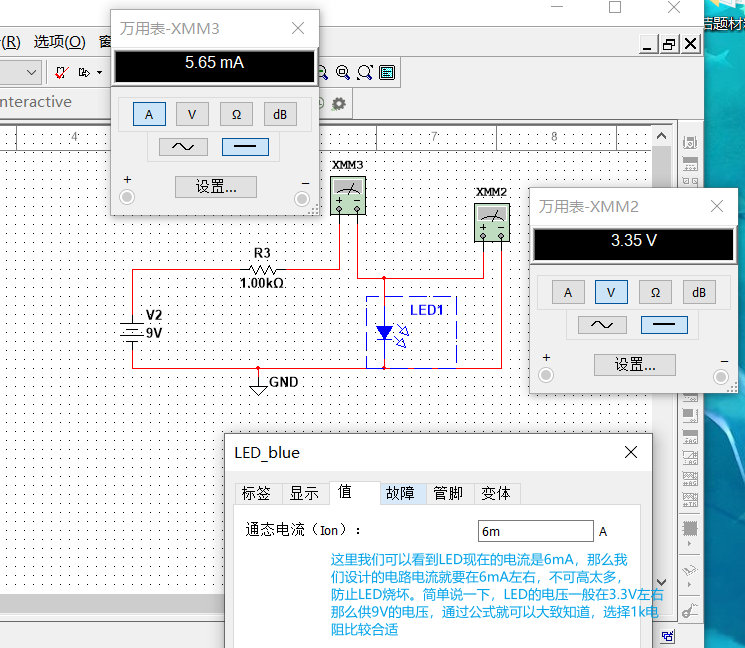 万用表-XMM3
(R) 选项(O) 窗
5.65 mA
A V Ω dB
设置...
+ −
nteractive
4 7 8
XMM3
XMM2
万用表-XMM2
3.35 V
A V Ω dB
设置...
+ −
R3
1.00kΩ
V2
9V
LED1
GND
LED_blue
标签 显示 值 故障 管脚 变体
通态电流（Ion）： 6m A
这里我们可以看到LED现在的电流是6mA，那么我
们设计的电路电流就要在6mA左右，不可高太多，
防止LED烧坏。简单说一下，LED的电压一般在3.3V左右
那么供9V的电压，通过公式就可以大致知道，选择1k电
阻比较合适